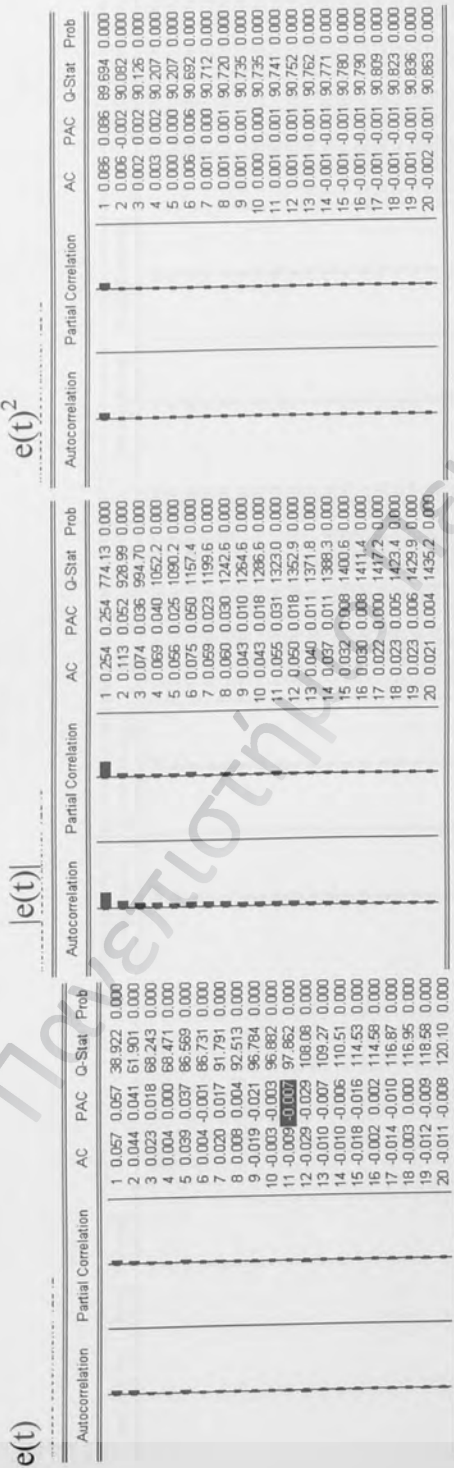 e(t)
Autocorrelation Partial Correlation AC PAC Q-Stat Prob
1 0.057 0.057 38.922 0.000
2 0.044 0.041 61.901 0.000
3 0.023 0.018 68.243 0.000
4 0.004 0.000 68.471 0.000
5 0.039 0.037 86.569 0.000
6 0.004 -0.001 86.731 0.000
7 0.020 0.017 91.791 0.000
8 0.008 0.004 92.513 0.000
9 -0.019 -0.021 96.784 0.000
10 -0.003 -0.003 96.882 0.000
11 -0.009 -0.007 97.862 0.000
12 -0.029 -0.029 108.08 0.000
13 -0.010 -0.007 109.27 0.000
14 -0.010 -0.006 110.51 0.000
15 -0.018 -0.016 114.53 0.000
16 -0.002 0.002 114.58 0.000
17 -0.014 -0.010 116.87 0.000
18 -0.003 0.000 116.95 0.000
19 -0.012 -0.009 118.58 0.000
20 -0.011 -0.008 120.10 0.000
|e(t)|
Autocorrelation Partial Correlation AC PAC Q-Stat Prob
1 0.254 0.254 774.13 0.000
2 0.113 0.052 928.99 0.000
3 0.074 0.036 994.70 0.000
4 0.069 0.040 1052.2 0.000
5 0.056 0.025 1090.2 0.000
6 0.075 0.050 1157.4 0.000
7 0.059 0.023 1199.6 0.000
8 0.060 0.030 1242.6 0.000
9 0.043 0.010 1264.6 0.000
10 0.043 0.018 1286.6 0.000
11 0.055 0.031 1323.0 0.000
12 0.050 0.018 1352.9 0.000
13 0.040 0.011 1371.8 0.000
14 0.037 0.011 1388.3 0.000
15 0.032 0.008 1400.6 0.000
16 0.030 0.008 1411.4 0.000
17 0.022 0.000 1417.2 0.000
18 0.023 0.005 1423.4 0.000
19 0.023 0.006 1429.9 0.000
20 0.021 0.004 1435.2 0.000
e(t)²
Autocorrelation Partial Correlation AC PAC Q-Stat Prob
1 0.086 0.086 89.694 0.000
2 0.006 -0.002 90.082 0.000
3 0.002 0.002 90.126 0.000
4 0.003 0.002 90.207 0.000
5 0.000 0.000 90.207 0.000
6 0.006 0.006 90.692 0.000
7 0.001 0.000 90.712 0.000
8 0.001 0.001 90.720 0.000
9 0.001 0.001 90.735 0.000
10 0.000 0.000 90.735 0.000
11 0.001 0.001 90.741 0.000
12 0.001 0.001 90.752 0.000
13 0.001 0.001 90.762 0.000
14 -0.001 -0.001 90.771 0.000
15 -0.001 -0.001 90.780 0.000
16 -0.001 -0.001 90.790 0.000
17 -0.001 -0.001 90.809 0.000
18 -0.001 -0.001 90.823 0.000
19 -0.001 -0.001 90.836 0.000
20 -0.002 -0.001 90.863 0.000
Πανεπιστήμιο